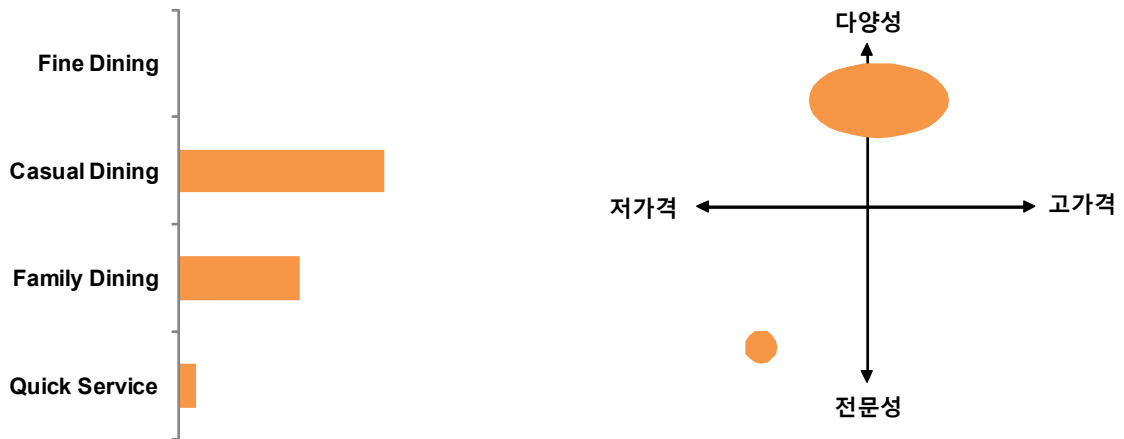 Fine Dining
Casual Dining
Family Dining
Quick Service
다양성
저가격
고가격
전문성